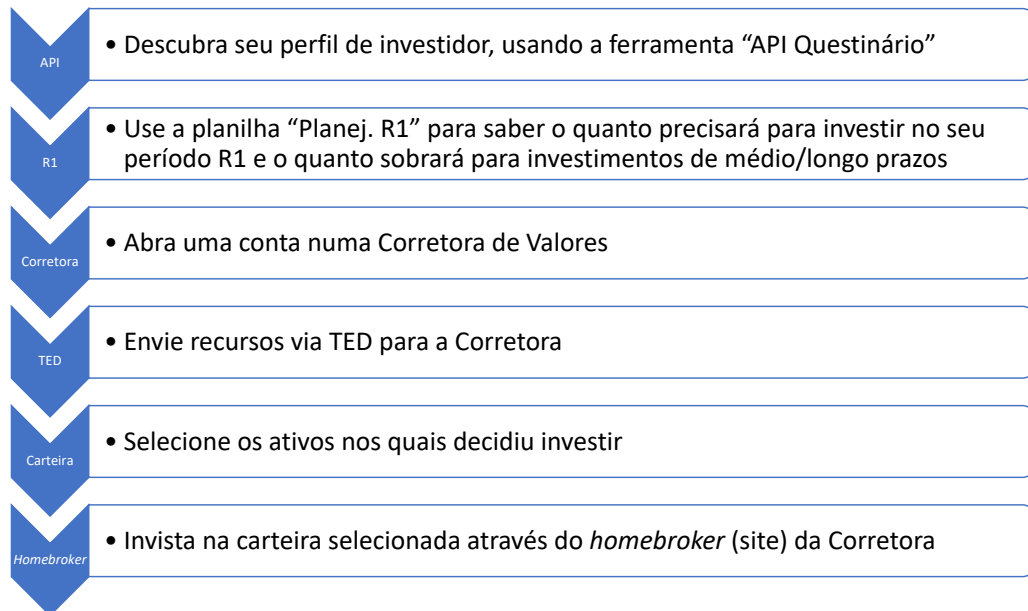 API
• Descubra seu perfil de investidor, usando a ferramenta “API Questinário”
R1
• Use a planilha “Planej. R1” para saber o quanto precisará para investir no seu
período R1 e o quanto sobrará para investimentos de médio/longo prazos
Corretora
• Abra uma conta numa Corretora de Valores
TED
• Envie recursos via TED para a Corretora
Carteira
• Selecione os ativos nos quais decidiu investir
Homebroker
• Invista na carteira selecionada através do homebroker (site) da Corretora